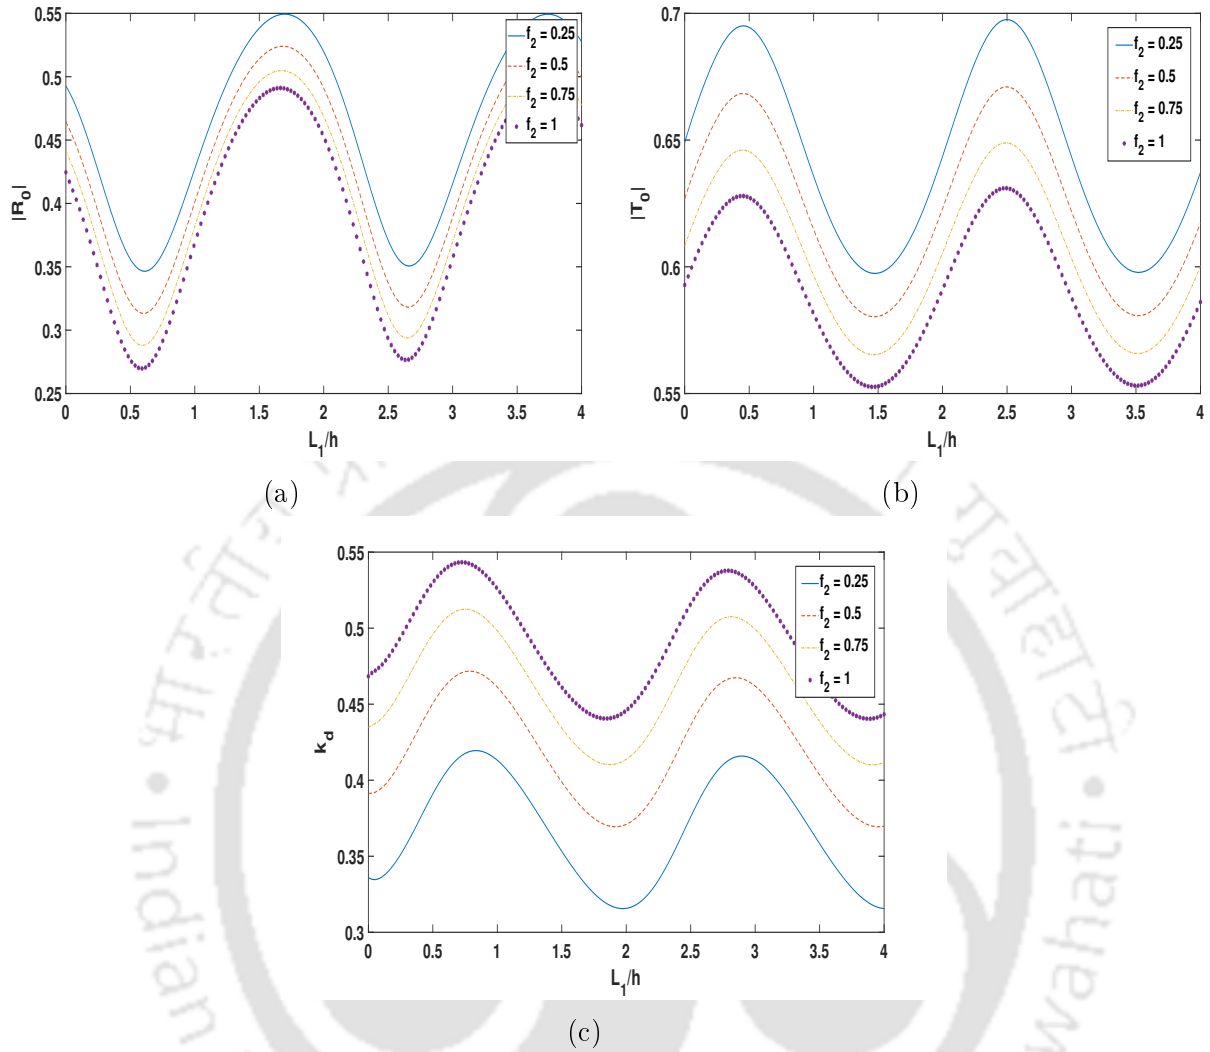 0.55
0.5
0.45
0.4
0.35
0.3
0.25
|R₀|
0 0.5 1 1.5 2 2.5 3 3.5 4
L₁/h
f₂ = 0.25
f₂ = 0.5
f₂ = 0.75
f₂ = 1
(a)
0.7
0.65
0.6
0.55
|T₀|
0 0.5 1 1.5 2 2.5 3 3.5 4
L₁/h
f₂ = 0.25
f₂ = 0.5
f₂ = 0.75
f₂ = 1
(b)
0.55
0.5
0.45
0.4
0.35
0.3
k_d
0 0.5 1 1.5 2 2.5 3 3.5 4
L₁/h
f₂ = 0.25
f₂ = 0.5
f₂ = 0.75
f₂ = 1
(c)
Indian
wahati